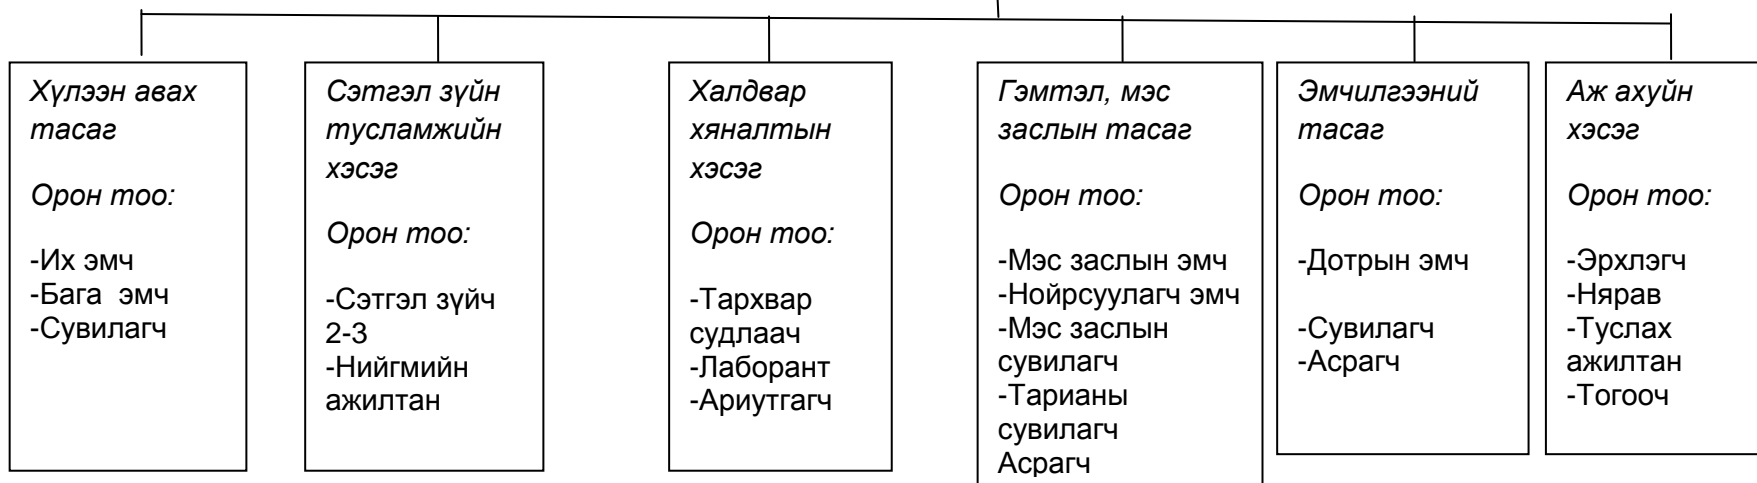 Хүлээн авах
тасаг
Орон тоо:
-Их эмч
-Бага эмч
-Сувилагч
Сэтгэл зүйн
тусламжийн
хэсэг
Орон тоо:
-Сэтгэл зүйч
2-3
-Нийгмийн
ажилтан
Халдвар
хяналтын
хэсэг
Орон тоо:
-Тархвар
судлаач
-Лаборант
-Ариутгагч
Гэмтэл, мэс
заслын тасаг
Орон тоо:
-Мэс заслын эмч
-Нойрсуулагч эмч
-Мэс заслын
сувилагч
-Тарианы
сувилагч
Асрагч
Эмчилгээний
тасаг
Орон тоо:
-Дотрын эмч
-Сувилагч
-Асрагч
Аж ахуйн
хэсэг
Орон тоо:
-Эрхлэгч
-Нярав
-Туслах
ажилтан
-Тогооч